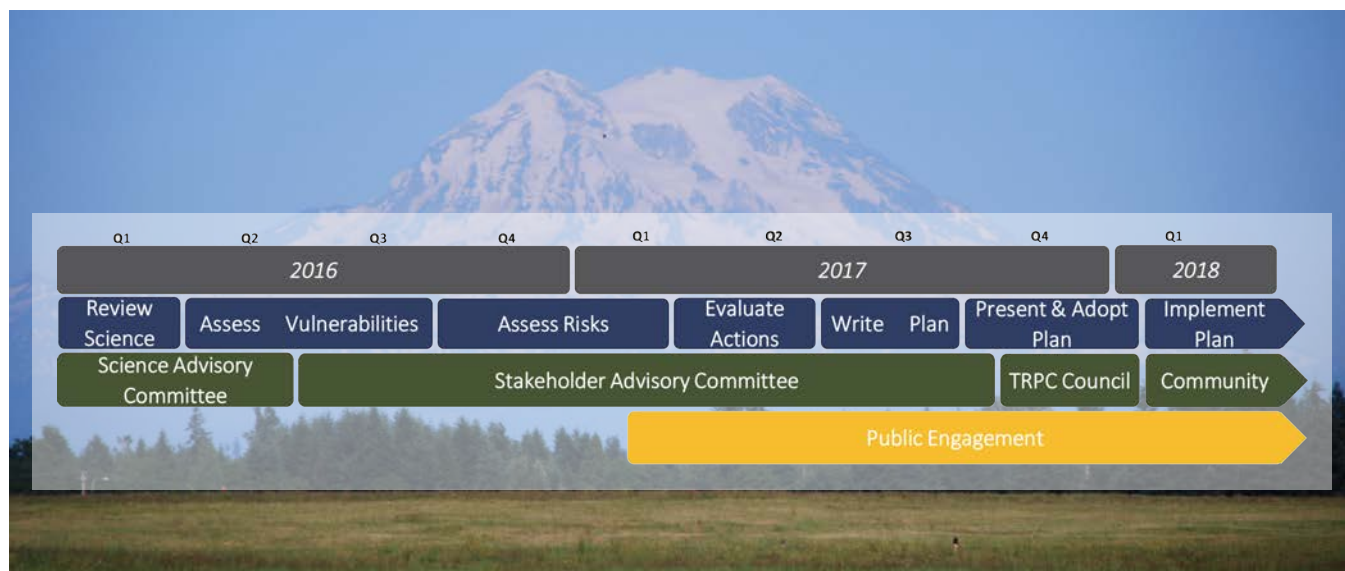 Q1 Q2 Q3 Q4 Q1 Q2 Q3 Q4 Q1
2016 2017 2018
Review Science
Assess Vulnerabilities
Assess Risks
Evaluate Actions
Write Plan
Present & Adopt Plan
Implement Plan
Science Advisory Committee
Stakeholder Advisory Committee
TRPC Council
Community
Public Engagement